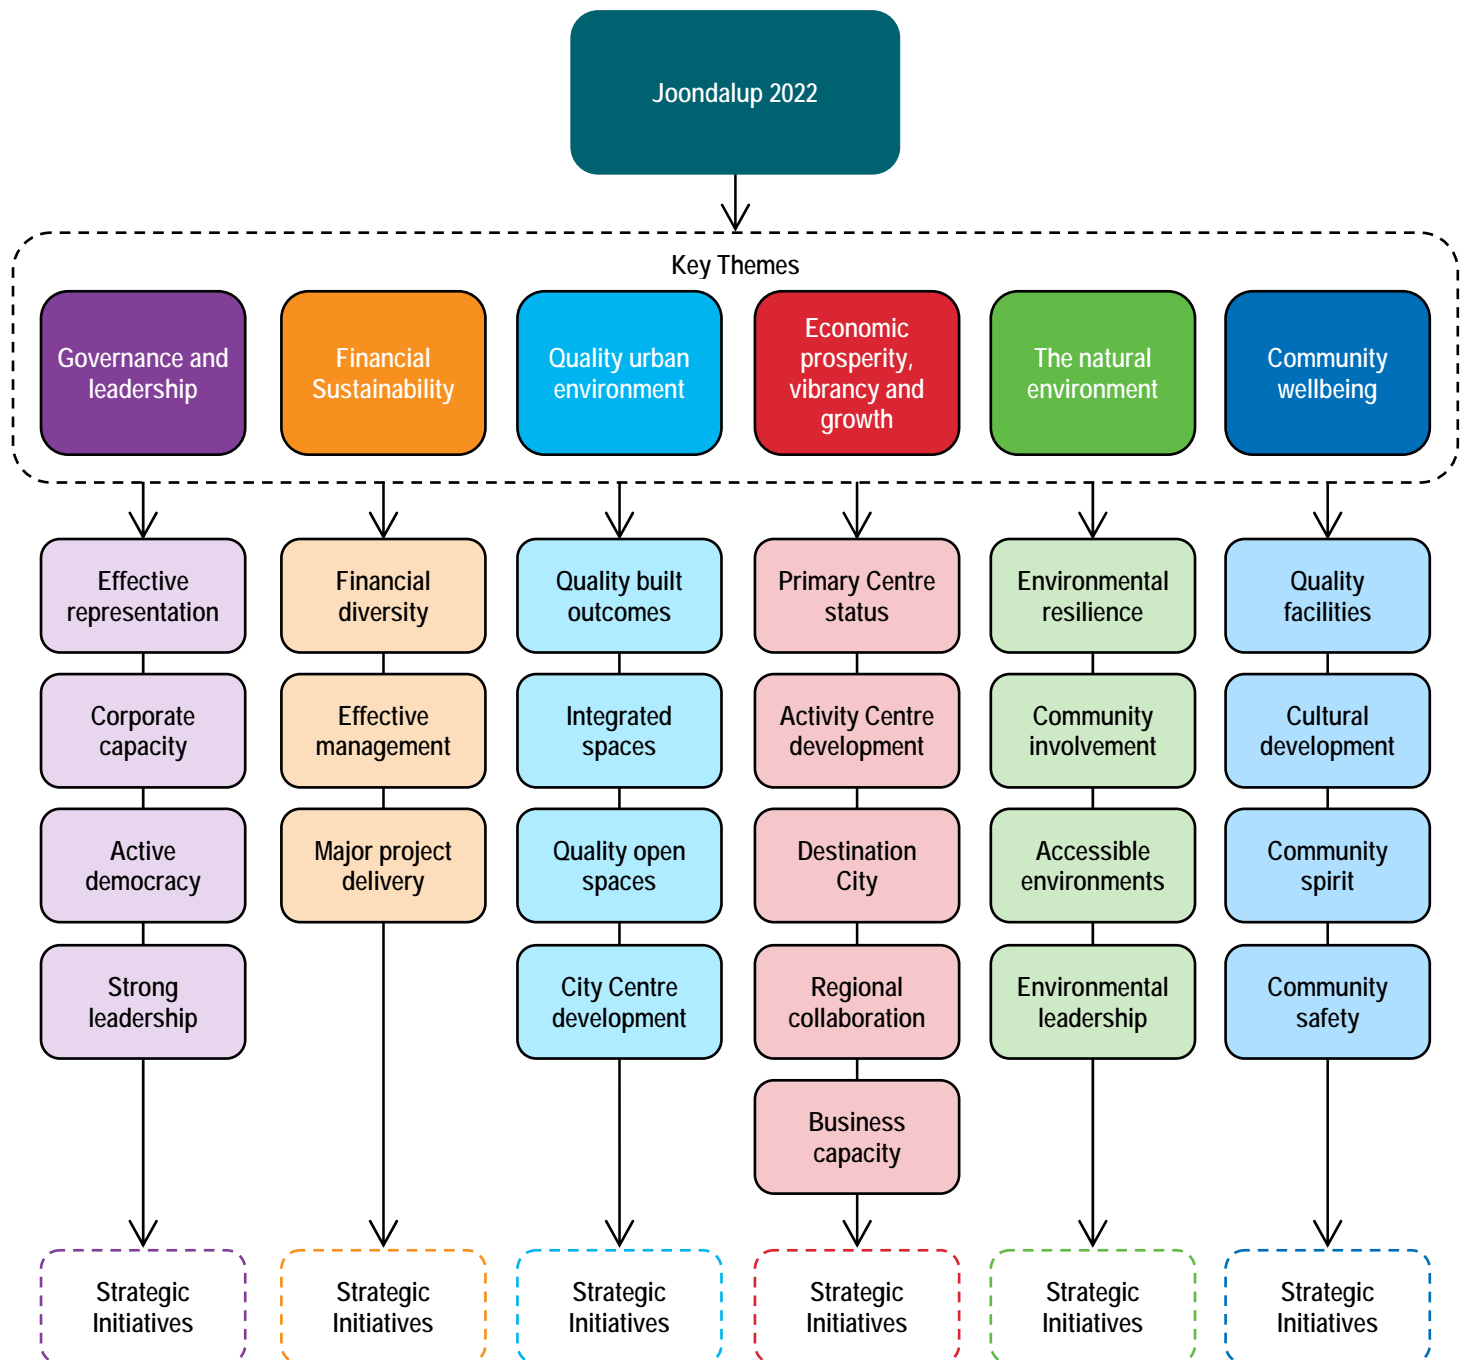 Joondalup 2022
Key Themes
Governance and
leadership
Financial
Sustainability
Quality urban
environment
Economic
prosperity,
vibrancy and
growth
The natural
environment
Community
wellbeing
Effective
representation
Financial
diversity
Quality built
outcomes
Primary Centre
status
Environmental
resilience
Quality
facilities
Corporate
capacity
Effective
management
Integrated
spaces
Activity Centre
development
Community
involvement
Cultural
development
Active
democracy
Major project
delivery
Quality open
spaces
Destination
City
Accessible
environments
Community
spirit
Strong
leadership
City Centre
development
Regional
collaboration
Environmental
leadership
Community
safety
Business
capacity
Strategic
Initiatives
Strategic
Initiatives
Strategic
Initiatives
Strategic
Initiatives
Strategic
Initiatives
Strategic
Initiatives